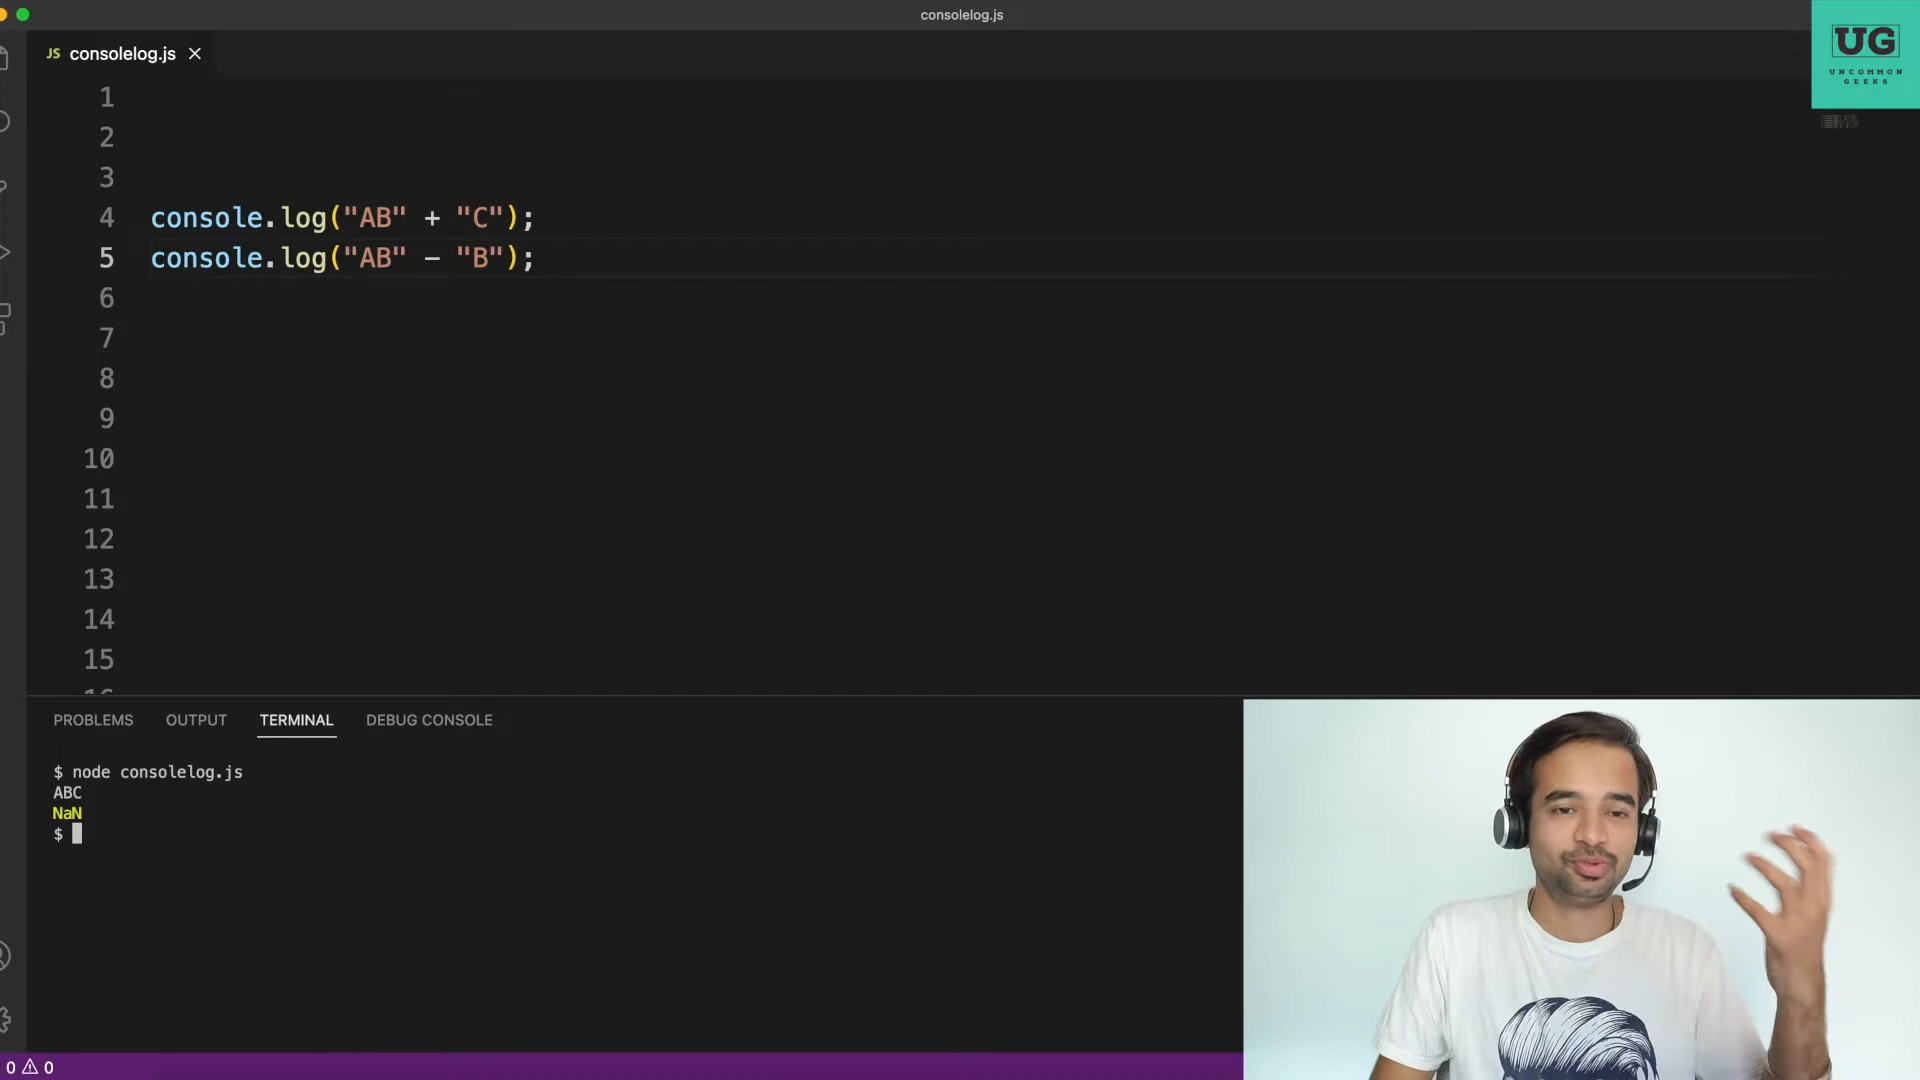 consolelog.js
JS consolelog.js
UG
UNCOMMON
GEEKS
1
2
3
4 console.log("AB" + "C");
5 console.log("AB" - "B");
6
7
8
9
10
11
12
13
14
15
16
PROBLEMS OUTPUT TERMINAL DEBUG CONSOLE
$ node consolelog.js
ABC
NaN
$
0 0